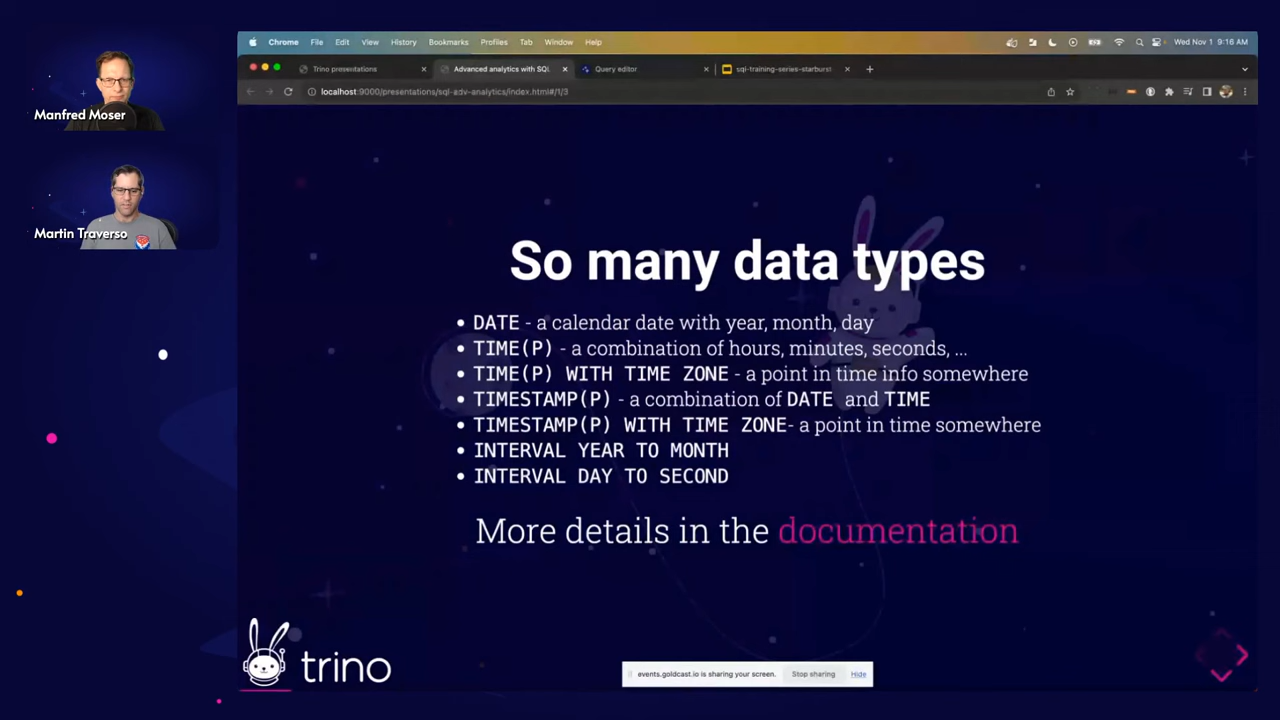 Manfred Moser
Martin Traverso
Chrome File Edit View History Bookmarks Profiles Tab Window Help
Wed Nov 1 9:16 AM
Trino presentations
Advanced analytics with SQL
Query editor
sql-training-series-starburst
localhost:9000/presentations/sql-adv-analytics/index.html#/1/3
So many data types
• DATE - a calendar date with year, month, day
• TIME(P) - a combination of hours, minutes, seconds, ...
• TIME(P) WITH TIME ZONE - a point in time info somewhere
• TIMESTAMP(P) - a combination of DATE and TIME
• TIMESTAMP(P) WITH TIME ZONE- a point in time somewhere
• INTERVAL YEAR TO MONTH
• INTERVAL DAY TO SECOND
More details in the documentation
trino
events.goldcast.io is sharing your screen. Stop sharing Hide